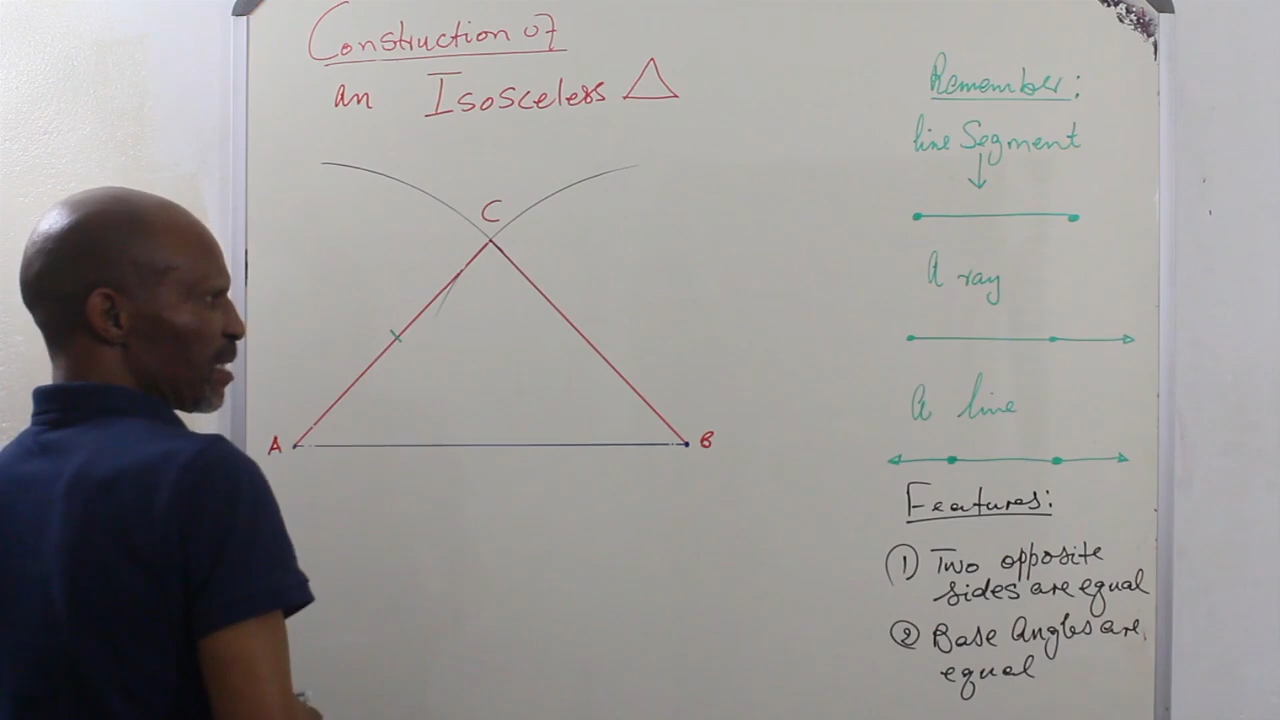 Construction of
an Isosceless
C
A
B
Remember:
line Segment
A ray
A line
Features:
① Two opposite
sides are equal
② Base Angles are
equal